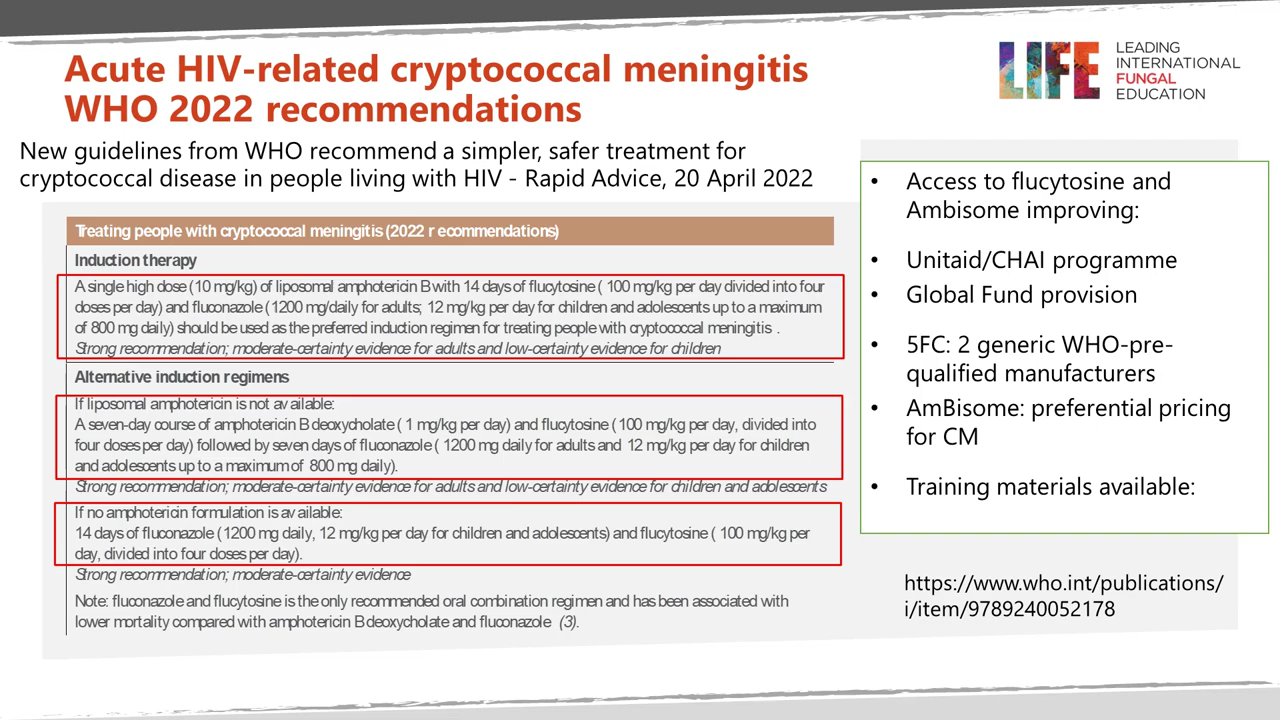 Acute HIV-related cryptococcal meningitis
WHO 2022 recommendations
LIFE
LEADING
INTERNATIONAL
FUNGAL
EDUCATION
New guidelines from WHO recommend a simpler, safer treatment for
cryptococcal disease in people living with HIV - Rapid Advice, 20 April 2022
Treating people with cryptococcal meningitis (2022 r ecommendations)
Induction therapy
A single high dose (10 mg/kg) of liposomal amphotericin B with 14 days of flucytosine ( 100 mg/kg per day divided into four
doses per day) and fluconazole (1200 mg/daily for adults; 12 mg/kg per day for children and adolescents up to a maximum
of 800 mg daily) should be used as the preferred induction regimen for treating people with cryptococcal meningitis .
Strong recommendation; moderate-certainty evidence for adults and low-certainty evidence for children
Alternative induction regimens
If liposomal amphotericin is not av ailable:
A seven-day course of amphotericin B deoxycholate ( 1 mg/kg per day) and flucytosine ( 100 mg/kg per day, divided into
four doses per day) followed by seven days of fluconazole ( 1200 mg daily for adults and 12 mg/kg per day for children
and adolescents up to a maximum of 800 mg daily).
Strong recommendation; moderate-certainty evidence for adults and low-certainty evidence for children and adolescents
If no amphotericin formulation is av ailable:
14 days of fluconazole (1200 mg daily, 12 mg/kg per day for children and adolescents) and flucytosine ( 100 mg/kg per
day, divided into four doses per day).
Strong recommendation; moderate-certainty evidence
Note: fluconazole and flucytosine is the only recommended oral combination regimen and has been associated with
lower mortality compared with amphotericin B deoxycholate and fluconazole (3).
• Access to flucytosine and
Ambisome improving:
• Unitaid/CHAI programme
• Global Fund provision
• 5FC: 2 generic WHO-pre-
qualified manufacturers
• AmBisome: preferential pricing
for CM
• Training materials available:
https://www.who.int/publications/
i/item/9789240052178